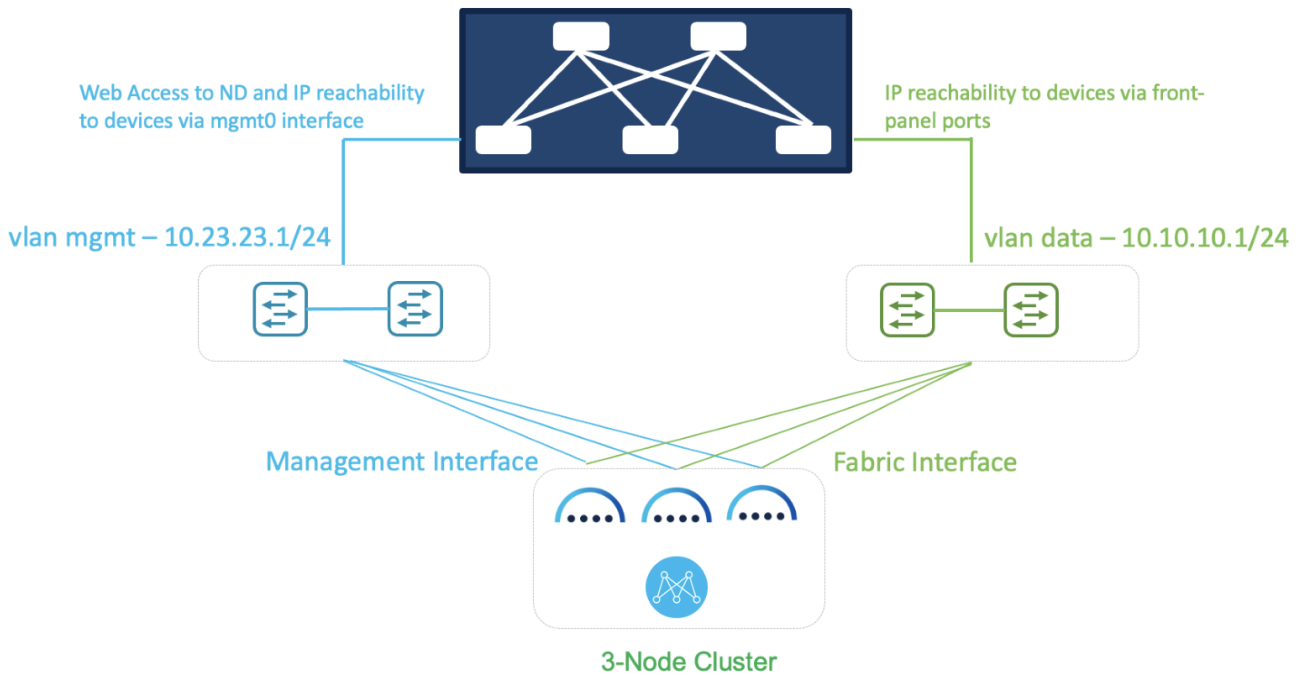 Web Access to ND and IP reachability
to devices via mgmt0 interface
IP reachability to devices via front-
panel ports
vlan mgmt – 10.23.23.1/24
vlan data – 10.10.10.1/24
Management Interface
Fabric Interface
3-Node Cluster